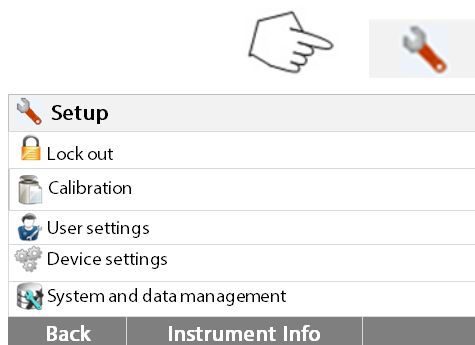 Setup
Lock out
Calibration
User settings
Device settings
System and data management
Back Instrument Info